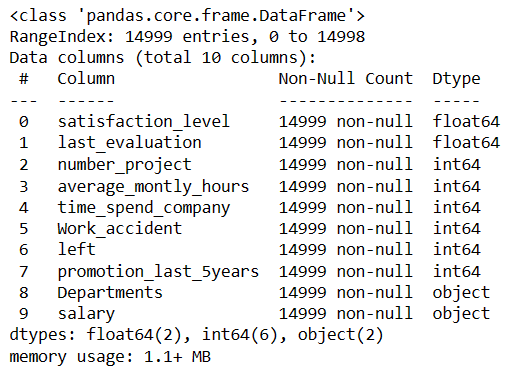 <class 'pandas.core.frame.DataFrame'>
RangeIndex: 14999 entries, 0 to 14998
Data columns (total 10 columns):
 #   Column                 Non-Null Count  Dtype
---  ------                 --------------  -----
 0   satisfaction_level     14999 non-null  float64
 1   last_evaluation        14999 non-null  float64
 2   number_project         14999 non-null  int64
 3   average_montly_hours   14999 non-null  int64
 4   time_spend_company     14999 non-null  int64
 5   Work_accident          14999 non-null  int64
 6   left                   14999 non-null  int64
 7   promotion_last_5years  14999 non-null  int64
 8   Departments            14999 non-null  object
 9   salary                 14999 non-null  object
dtypes: float64(2), int64(6), object(2)
memory usage: 1.1+ MB